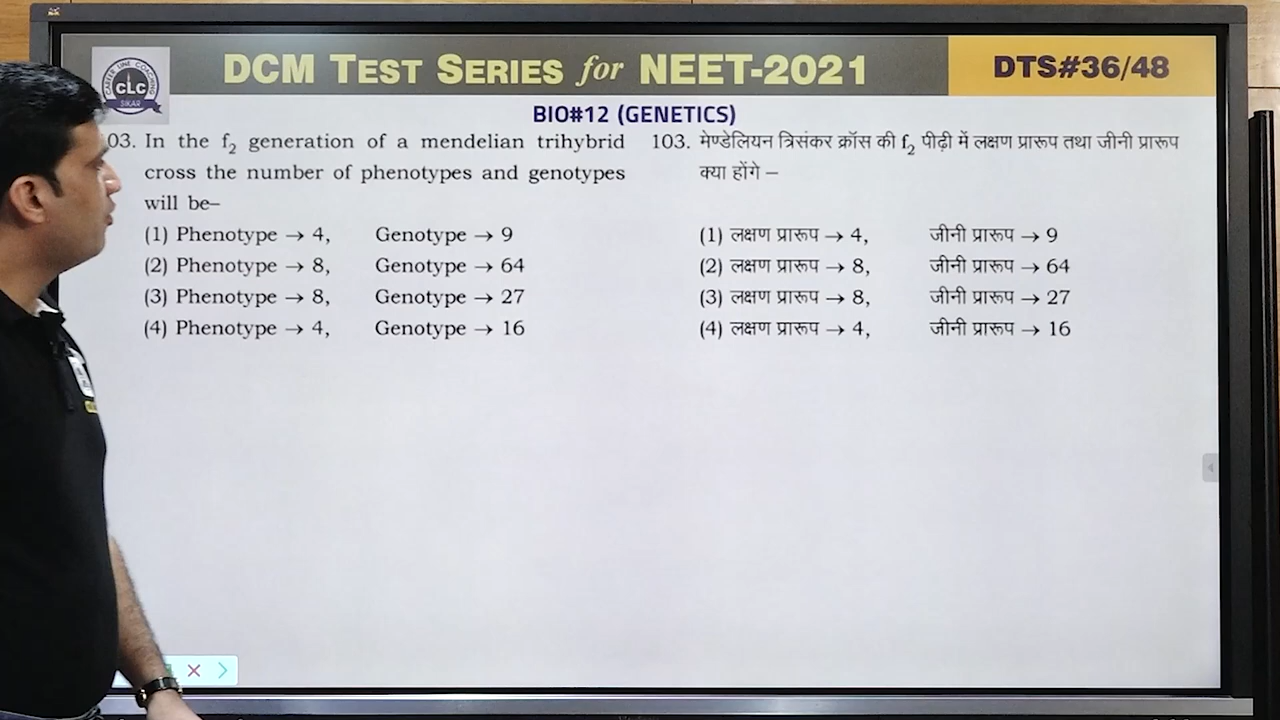 DCM TEST SERIES for NEET-2021
DTS#36/48
CAREER LINE COACHING
CLC
SIKAR
BIO#12 (GENETICS)
03. In the f₂ generation of a mendelian trihybrid
cross the number of phenotypes and genotypes
will be–
(1) Phenotype → 4, Genotype → 9
(2) Phenotype → 8, Genotype → 64
(3) Phenotype → 8, Genotype → 27
(4) Phenotype → 4, Genotype → 16
103. मेण्डेलियन त्रिसंकर क्रॉस की f₂ पीढ़ी में लक्षण प्रारूप तथा जीनी प्रारूप
क्या होंगे –
(1) लक्षण प्रारूप → 4, जीनी प्रारूप → 9
(2) लक्षण प्रारूप → 8, जीनी प्रारूप → 64
(3) लक्षण प्रारूप → 8, जीनी प्रारूप → 27
(4) लक्षण प्रारूप → 4, जीनी प्रारूप → 16